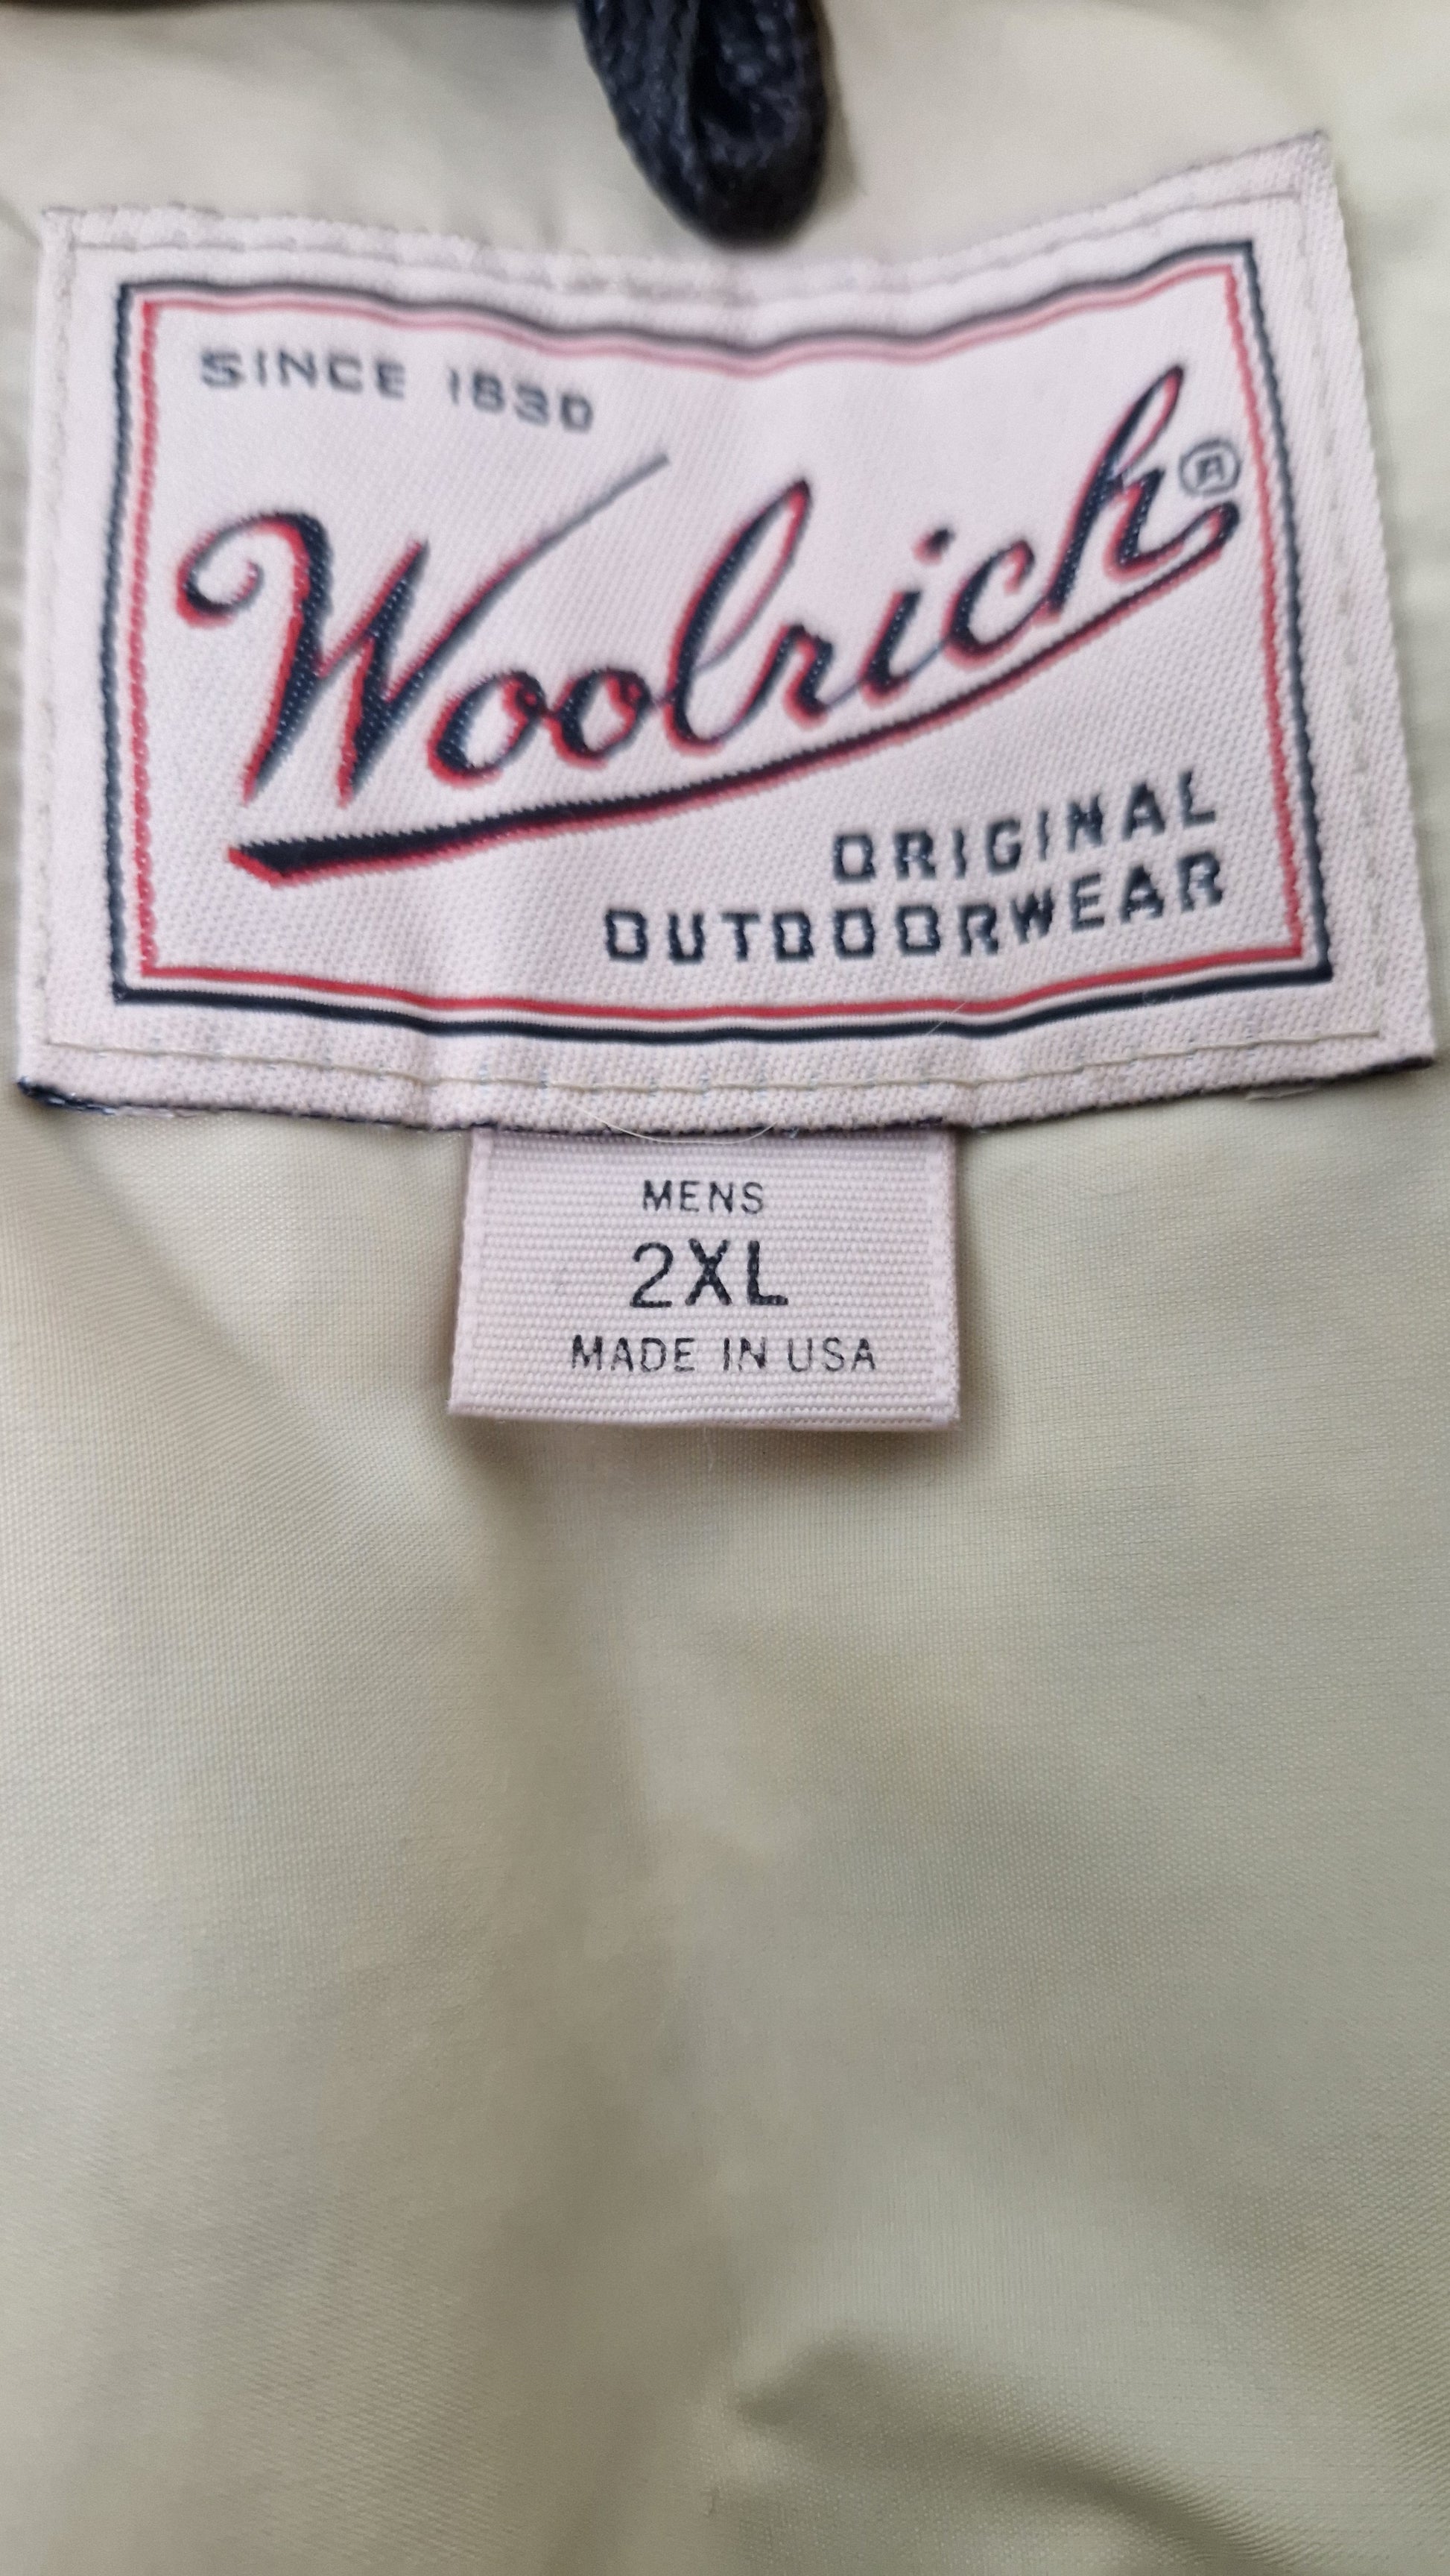 SINCE 1830
Woolrich®
ORIGINAL
OUTDOORWEAR
MENS
2XL
MADE IN USA